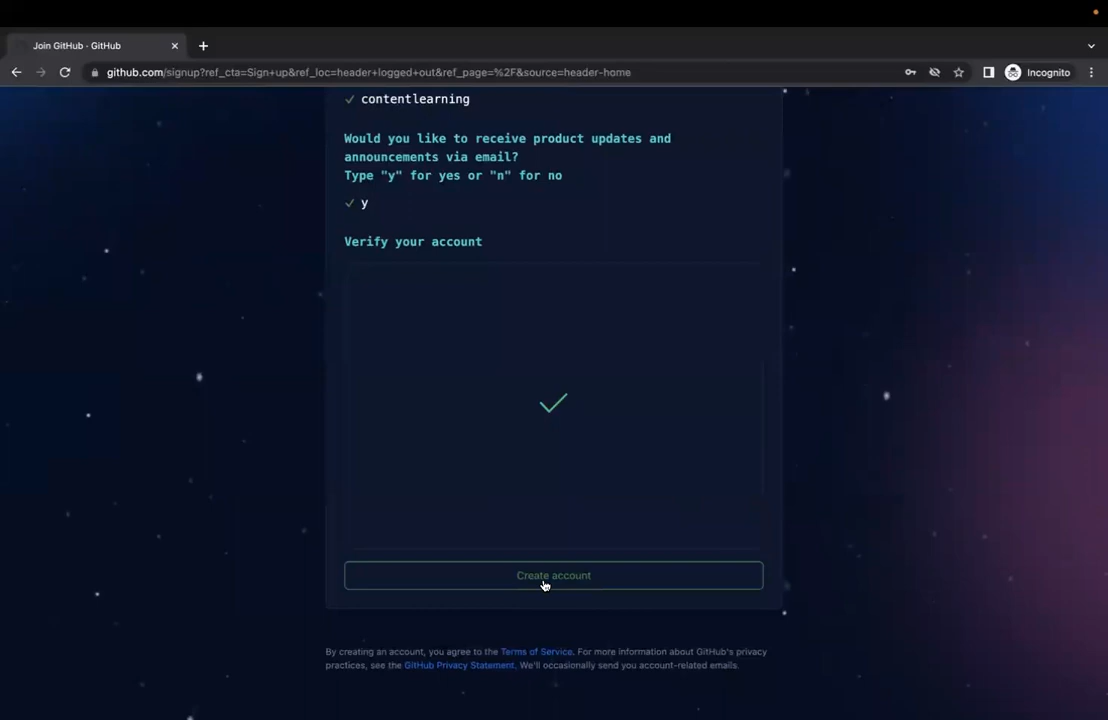 Join GitHub · GitHub
github.com/signup?ref_cta=Sign+up&ref_loc=header+logged+out&ref_page=%2F&source=header-home
Incognito
contentlearning
Would you like to receive product updates and
announcements via email?
Type "y" for yes or "n" for no
y
Verify your account
Create account
By creating an account, you agree to the Terms of Service. For more information about GitHub's privacy
practices, see the GitHub Privacy Statement. We'll occasionally send you account-related emails.